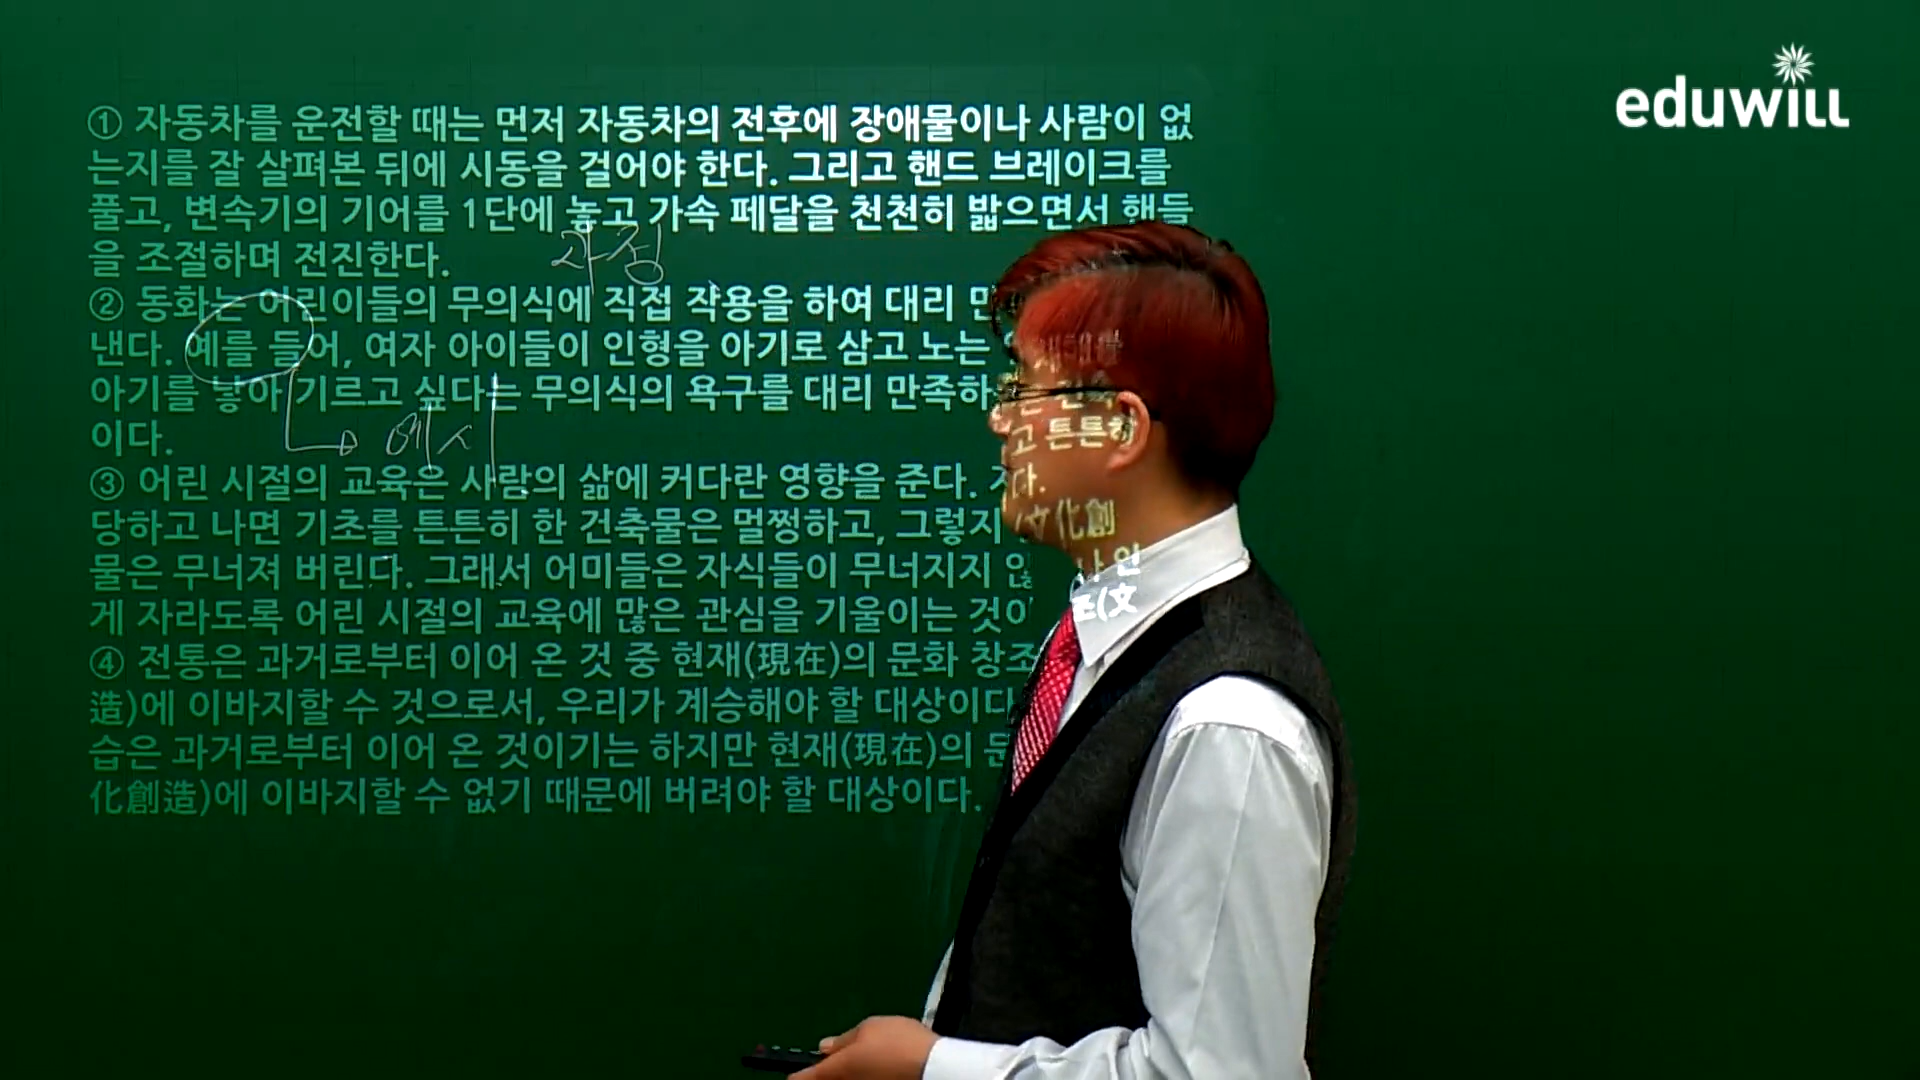 eduwill
① 자동차를 운전할 때는 먼저 자동차의 전후에 장애물이나 사람이 없
는지를 잘 살펴본 뒤에 시동을 걸어야 한다. 그리고 핸드 브레이크를
풀고, 변속기의 기어를 1단에 놓고 가속 페달을 천천히 밟으면서 핸들
을 조절하며 전진한다.
과정
② 동화는 어린이들의 무의식에 직접 작용을 하여 대리
낸다. 예를 들어, 여자 아이들이 인형을 아기로 삼고 노는
아기를 낳아 기르고 싶다는 무의식의 욕구를 대리 만족하
이다.
예시
③ 어린 시절의 교육은 사람의 삶에 커다란 영향을 준다.
당하고 나면 기초를 튼튼히 한 건축물은 멀쩡하고, 그렇지
고 튼튼하
물은 무너져 버린다. 그래서 어미들은 자식들이 무너지지
다.
게 자라도록 어린 시절의 교육에 많은 관심을 기울이는 것이
④ 전통은 과거로부터 이어 온 것 중 현재(現在)의 문화 창조
(文化創
造)에 이바지할 수 것으로서, 우리가 계승해야 할 대상이다
나 인
습은 과거로부터 이어 온 것이기는 하지만 현재(現在)의
(文
化創造)에 이바지할 수 없기 때문에 버려야 할 대상이다.